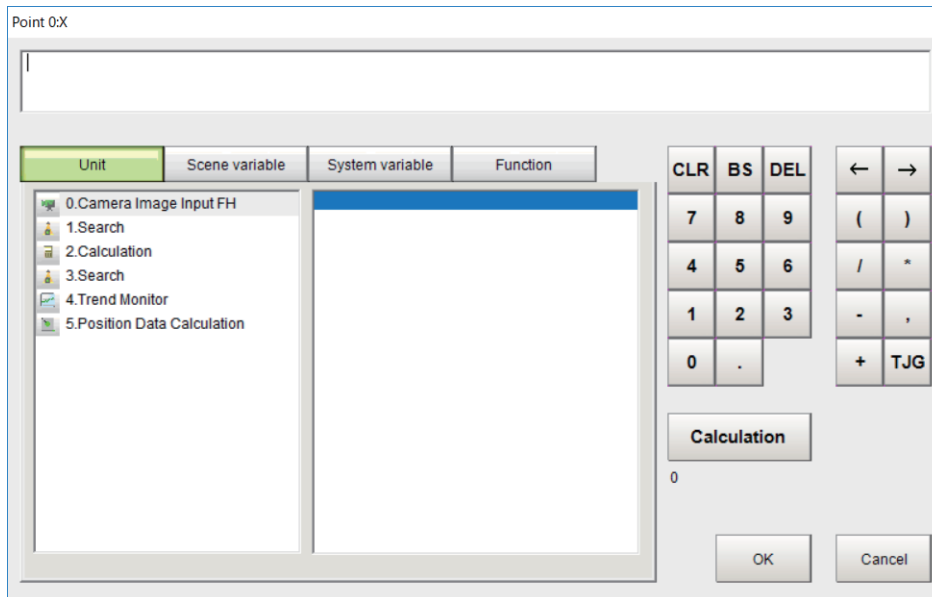 Point 0:X
Unit Scene variable System variable Function
0.Camera Image Input FH
1.Search
2.Calculation
3.Search
4.Trend Monitor
5.Position Data Calculation
CLR BS DEL ← →
7 8 9 ( )
4 5 6 / *
1 2 3 - ,
0 . + TJG
Calculation
0
OK Cancel